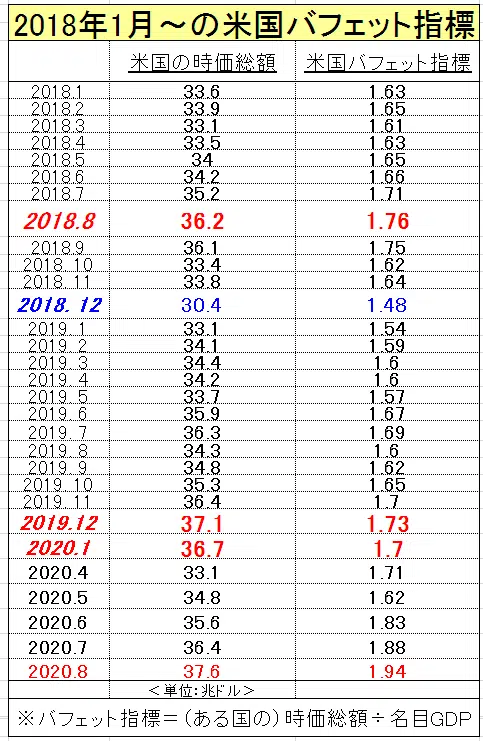 2018年1月～の米国バフェット指標
米国の時価総額 米国バフェット指標
2018.1 33.6 1.63
2018.2 33.9 1.65
2018.3 33.1 1.61
2018.4 33.5 1.63
2018.5 34 1.65
2018.6 34.2 1.66
2018.7 35.2 1.71
2018.8 36.2 1.76
2018.9 36.1 1.75
2018. 10 33.4 1.62
2018. 11 33.8 1.64
2018. 12 30.4 1.48
2019. 1 33.1 1.54
2019. 2 34.1 1.59
2019. 3 34.4 1.6
2019. 4 34.2 1.6
2019. 5 33.7 1.57
2019. 6 35.9 1.67
2019. 7 36.3 1.69
2019. 8 34.3 1.6
2019. 9 34.8 1.62
2019. 10 35.3 1.65
2019. 11 36.4 1.7
2019.12 37.1 1.73
2020.1 36.7 1.7
2020.4 33.1 1.71
2020.5 34.8 1.62
2020.6 35.6 1.83
2020.7 36.4 1.88
2020.8 37.6 1.94
＜単位：兆ドル＞
※バフェット指標＝（ある国の）時価総額÷名目GDP